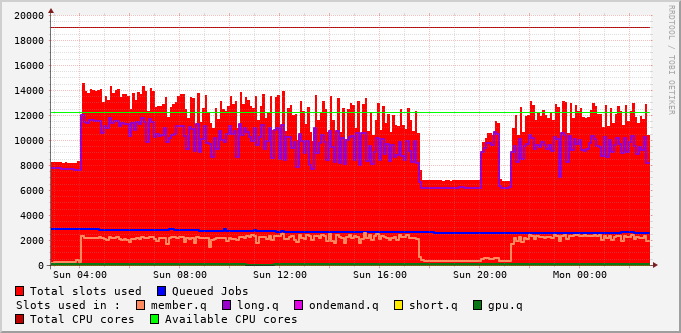 20000
18000
16000
14000
12000
10000
8000
6000
4000
2000
0
Sun 04:00 Sun 08:00 Sun 12:00 Sun 16:00 Sun 20:00 Mon 00:00
RRDTOOL / TOBI OETIKER
Total slots used Queued Jobs
Slots used in : member.q long.q ondemand.q short.q gpu.q
Total CPU cores Available CPU cores